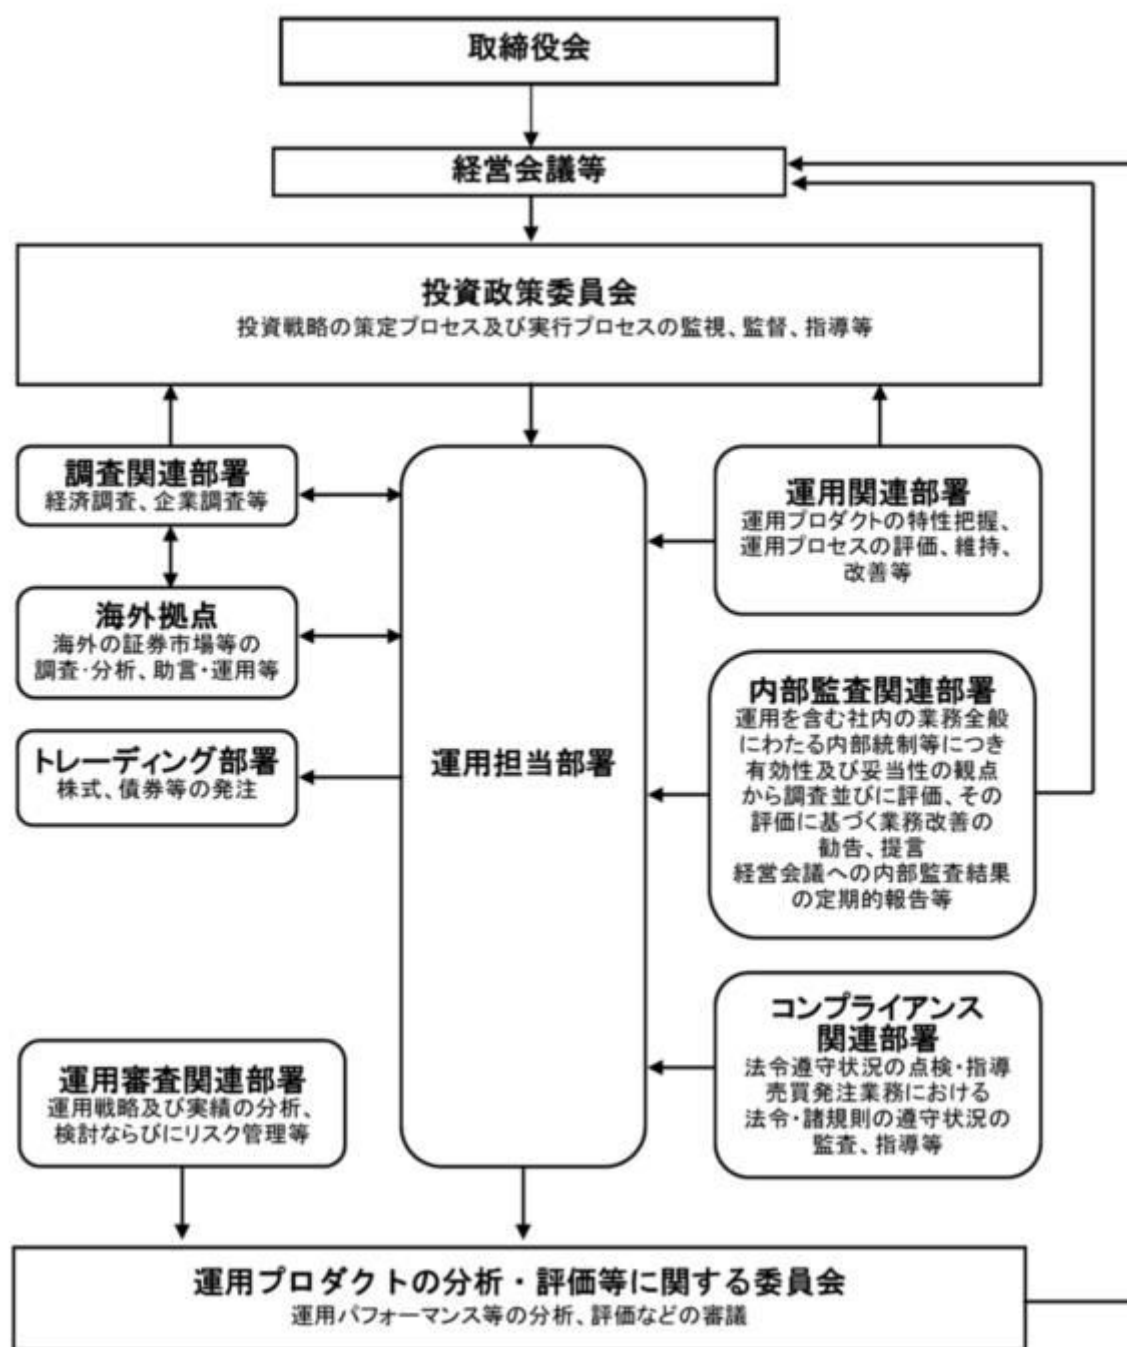 取締役会
経営会議等
投資政策委員会
投資戦略の策定プロセス及び実行プロセスの監視、監督、指導等
調査関連部署
経済調査、企業調査等
海外拠点
海外の証券市場等の
調査・分析、助言・運用等
トレーディング部署
株式、債券等の発注
運用担当部署
運用関連部署
運用プロダクトの特性把握、
運用プロセスの評価、維持、
改善等
内部監査関連部署
運用を含む社内の業務全般
にわたる内部統制等につき
有効性及び妥当性の観点
から調査並びに評価、その
評価に基づく業務改善の
勧告、提言
経営会議への内部監査結果
の定期的報告等
コンプライアンス
関連部署
法令遵守状況の点検・指導
売買発注業務における
法令・諸規則の遵守状況の
監査、指導等
運用審査関連部署
運用戦略及び実績の分析、
検討ならびにリスク管理等
運用プロダクトの分析・評価等に関する委員会
運用パフォーマンス等の分析、評価などの審議